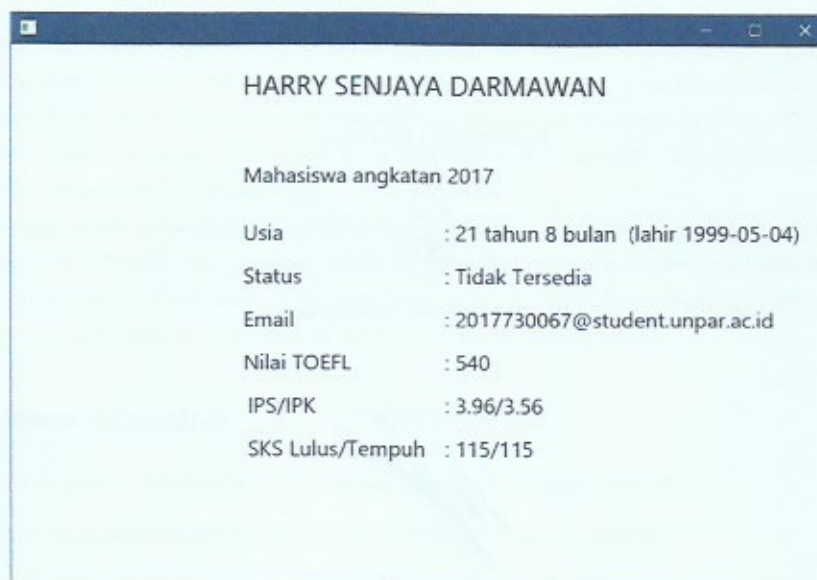 HARRY SENJAYA DARMAWAN
Mahasiswa angkatan 2017
Usia : 21 tahun 8 bulan (lahir 1999-05-04)
Status : Tidak Tersedia
Email : 2017730067@student.unpar.ac.id
Nilai TOEFL : 540
IPS/IPK : 3.96/3.56
SKS Lulus/Tempuh : 115/115